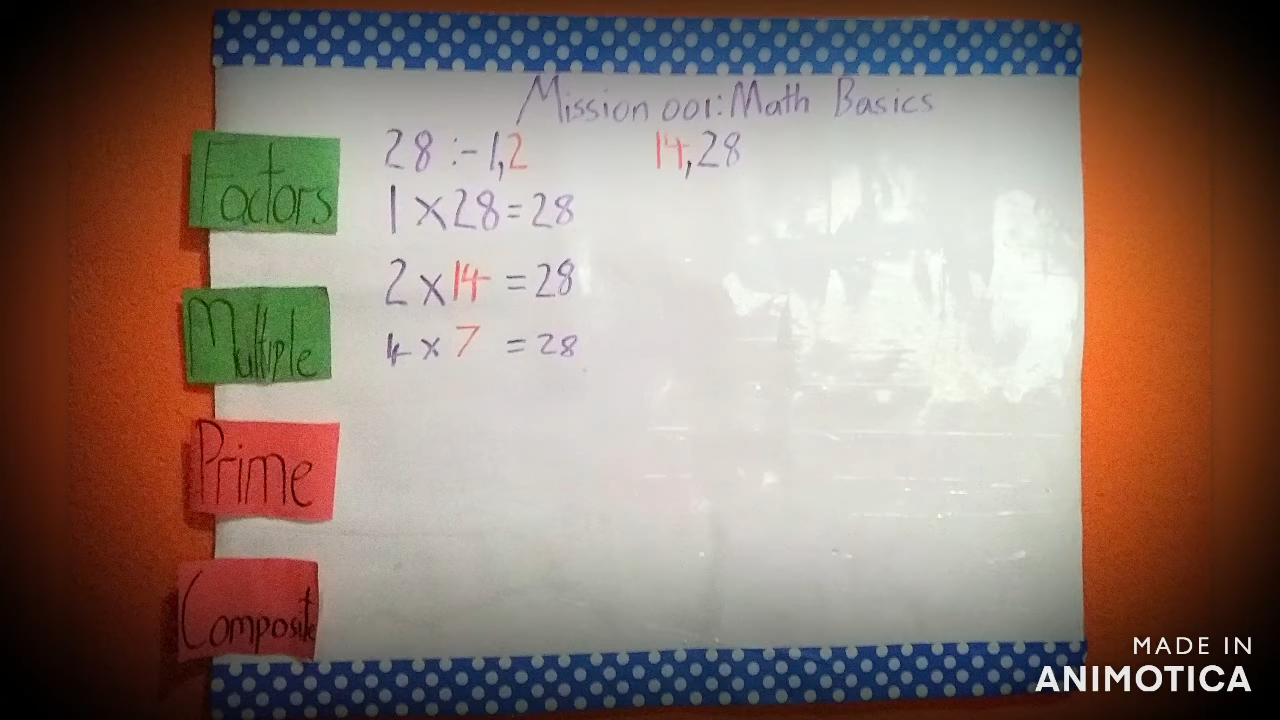 Mission 001: Math Basics
Factors
28 :- 1,2 14,28
1 × 28 = 28
2 × 14 = 28
Multiple
4 × 7 = 28
Prime
Composite
MADE IN
ANIMOTICA